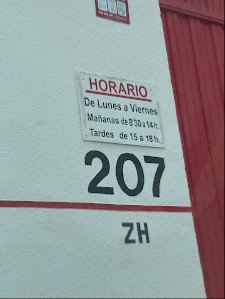 HORARIO
De Lunes a Viernes
Mañanas de 8'30 a 14 h.
Tardes de 15 a 18 h.
207
ZH